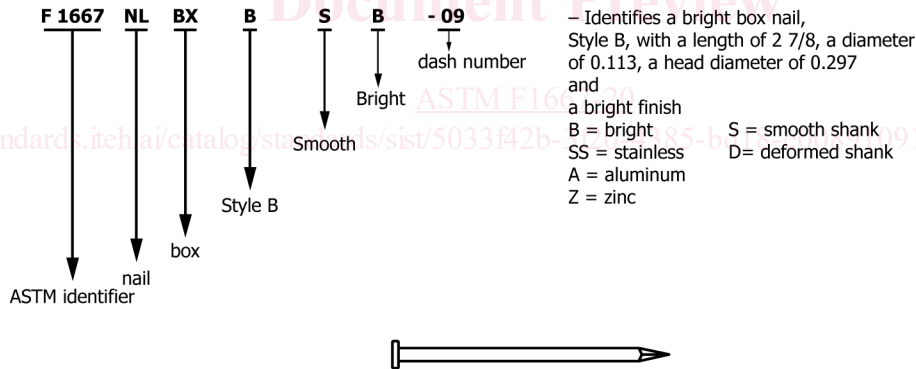 Document Preview
F 1667 NL BX B S B - 09
dash number
Bright
Smooth
Style B
box
nail
ASTM identifier
– Identifies a bright box nail,
Style B, with a length of 2 7/8, a diameter
of 0.113, a head diameter of 0.297
and
a bright finish
B = bright S = smooth shank
SS = stainless D= deformed shank
A = aluminum
Z = zinc